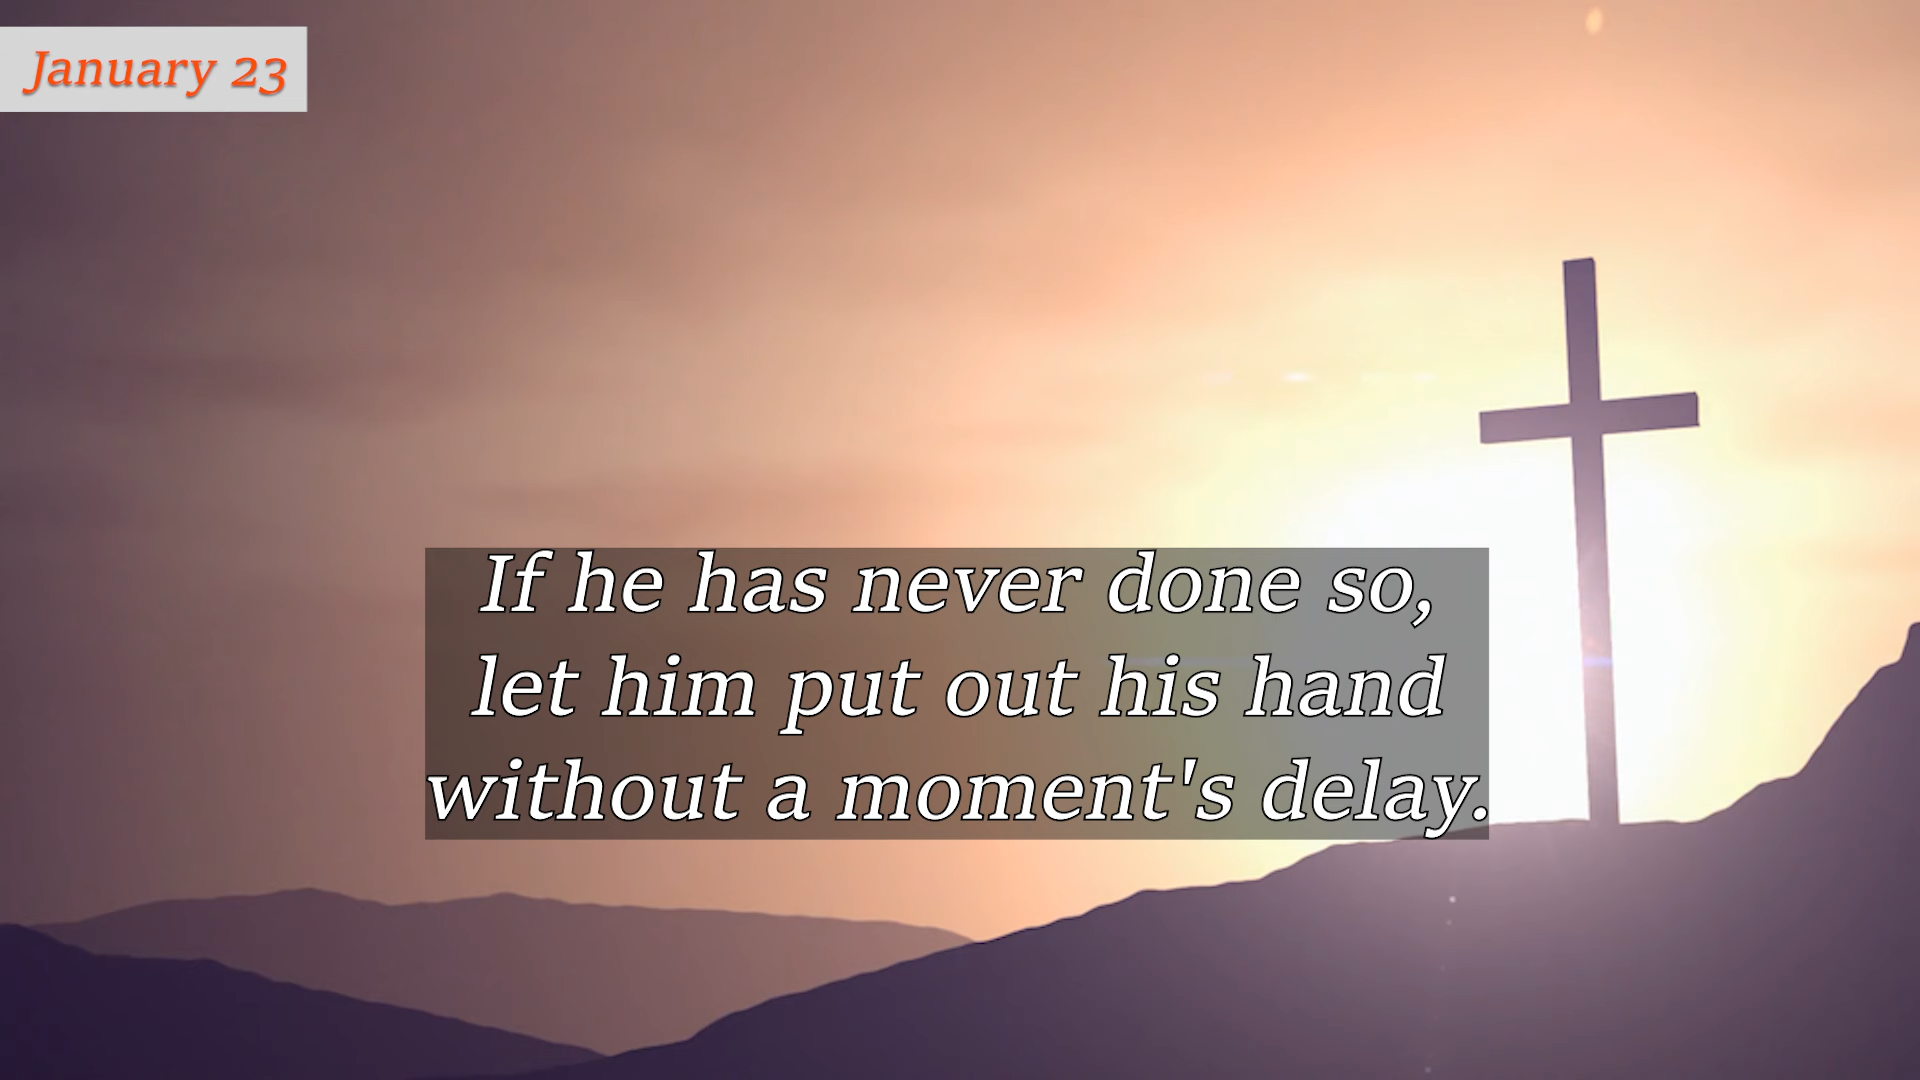 January 23
If he has never done so,
let him put out his hand
without a moment's delay.